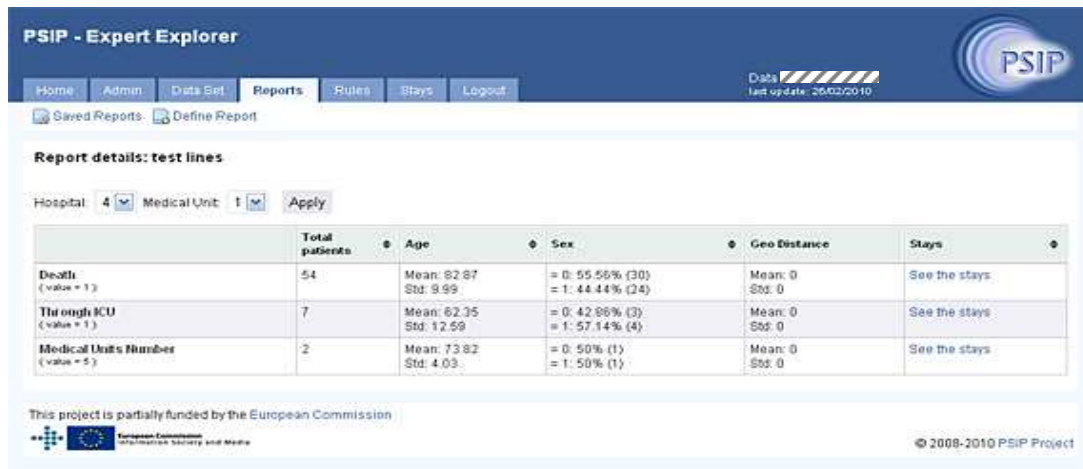 PSIP - Expert Explorer
PSIP
Home Admin Data Set Reports Rules Stays Logout
Data
last update: 26/02/2010
Saved Reports Define Report
Report details: test lines
Hospital: 4 Medical Unit: 1 Apply
Total patients Age Sex Geo Distance Stays
Death 54 Mean: 82.87 = 0: 55.56% (30) Mean: 0 See the stays
( value = 1 ) Std: 9.99 = 1: 44.44% (24) Std: 0
Through ICU 7 Mean: 62.35 = 0: 42.86% (3) Mean: 0 See the stays
( value = 1 ) Std: 12.59 = 1: 57.14% (4) Std: 0
Medical Units Number 2 Mean: 73.82 = 0: 50% (1) Mean: 0 See the stays
( value = 5 ) Std: 4.03 = 1: 50% (1) Std: 0
This project is partially funded by the European Commission
European Commission
Information Society and Media
© 2008-2010 PSIP Project